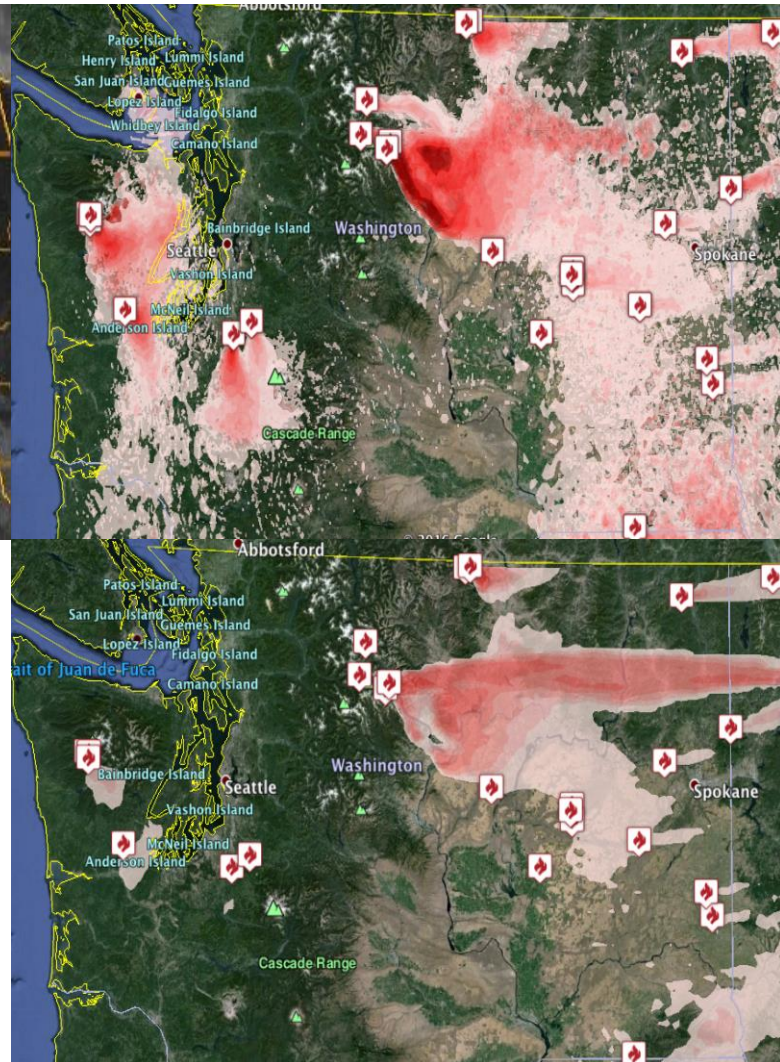 Abbotsford
Patos Island
Henry Island
Lummi Island
San Juan Island
Guemes Island
Lopez Island
Fidalgo Island
Whidbey Island
Camano Island
Bainbridge Island
Washington
Seattle
Spokane
Vashon Island
McNeil Island
Anderson Island
Cascade Range
© 2016 Google
Abbotsford
Patos Island
Lummi Island
San Juan Island
Guemes Island
Lopez Island
Fidalgo Island
ait of Juan de Fuca
Camano Island
Washington
Bainbridge Island
Seattle
Spokane
Vashon Island
McNeil Island
Anderson Island
Cascade Range